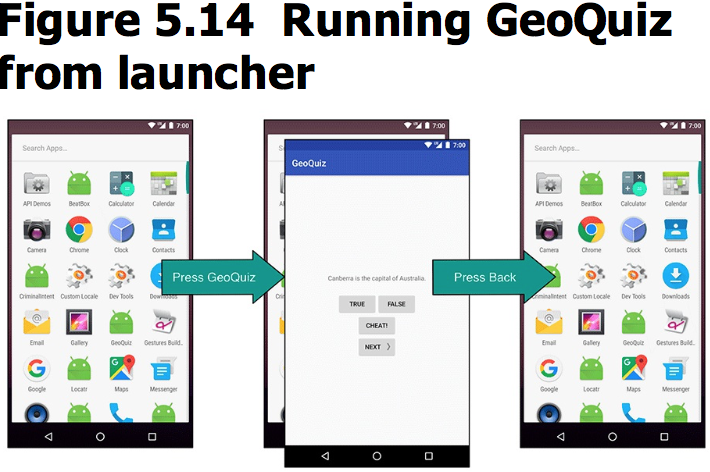 Figure 5.14 Running GeoQuiz
from launcher
7:00
Search Apps...
API Demos BeatBox Calculator Calendar
Camera Chrome Clock Contacts
CriminalIntent Custom Locale Dev Tools Downloads
Email Gallery GeoQuiz Gestures Build..
Google Locatr Maps Messenger
Press GeoQuiz
7:00
7:00
GeoQuiz
Canberra is the capital of Australia.
TRUE FALSE
CHEAT!
NEXT
Press Back
7:00
Search Apps...
API Demos BeatBox Calculator Calendar
Camera Chrome Clock Contacts
CriminalIntent Custom Locale Dev Tools Downloads
Email Gallery GeoQuiz Gestures Build..
Google Locatr Maps Messenger